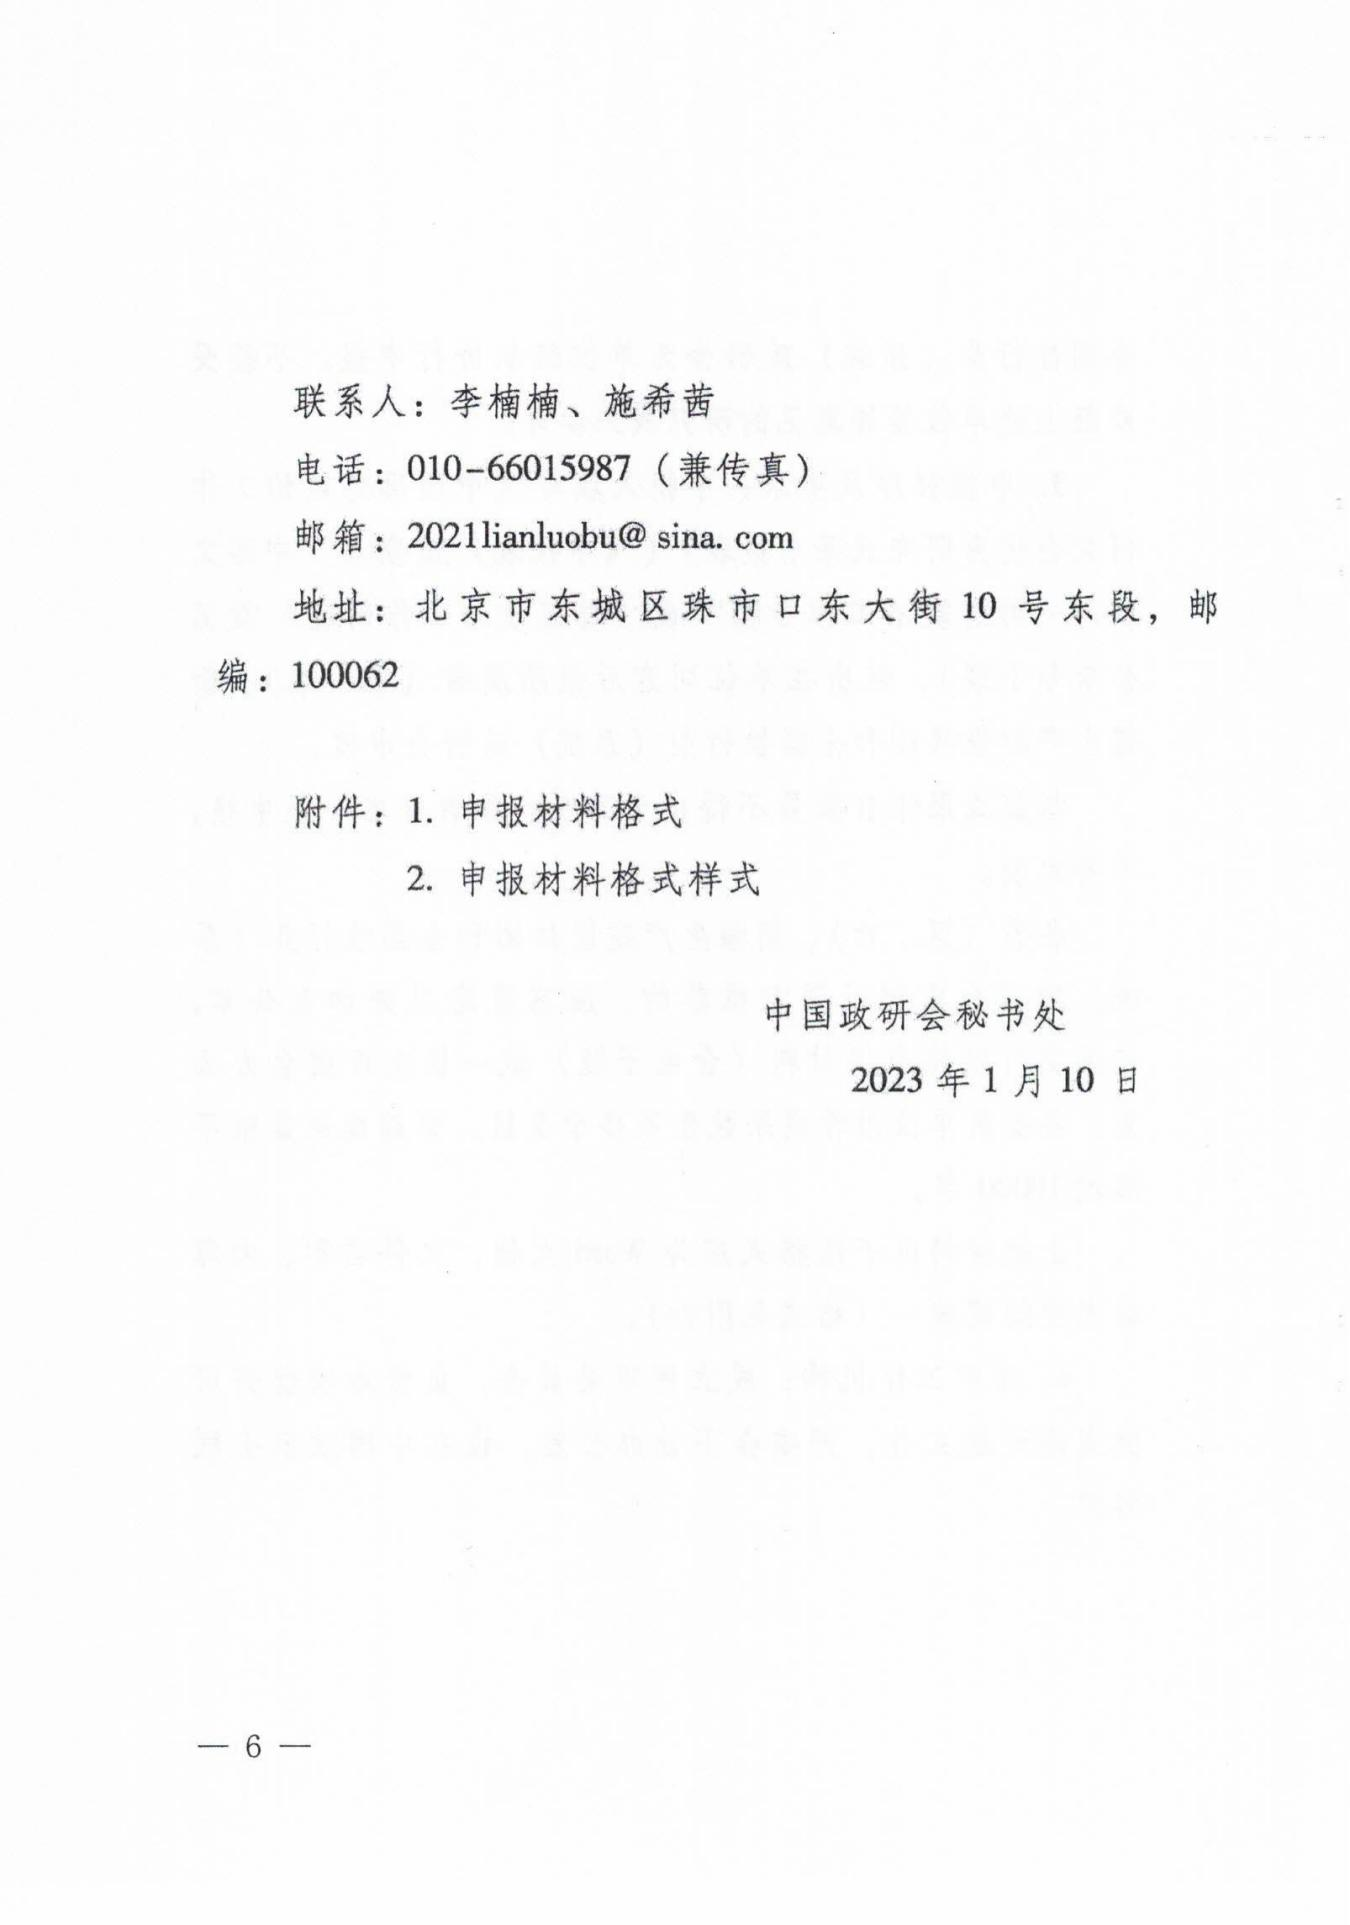 联系人：李楠楠、施希茜
电话：010-66015987（兼传真）
邮箱：2021lianluobu@sina.com
地址：北京市东城区珠市口东大街10号东段，邮
编：100062
附件：1. 申报材料格式
2. 申报材料格式样式
中国政研会秘书处
2023年1月10日
— 6 —